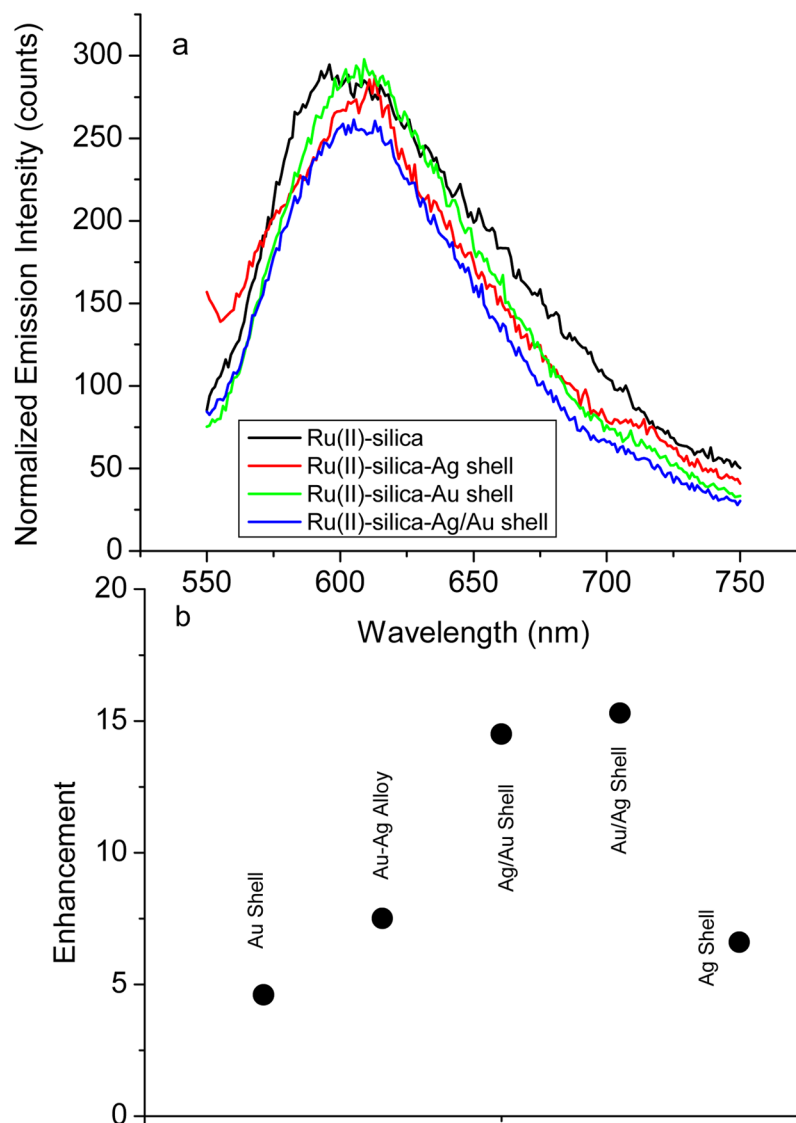 a
Normalized Emission Intensity (counts)
300
250
200
150
100
50
0
Ru(II)-silica
Ru(II)-silica-Ag shell
Ru(II)-silica-Au shell
Ru(II)-silica-Ag/Au shell
550 600 650 700 750
Wavelength (nm)
b
Enhancement
20
15
10
5
0
Au Shell
Au-Ag Alloy
Ag/Au Shell
Au/Ag Shell
Ag Shell